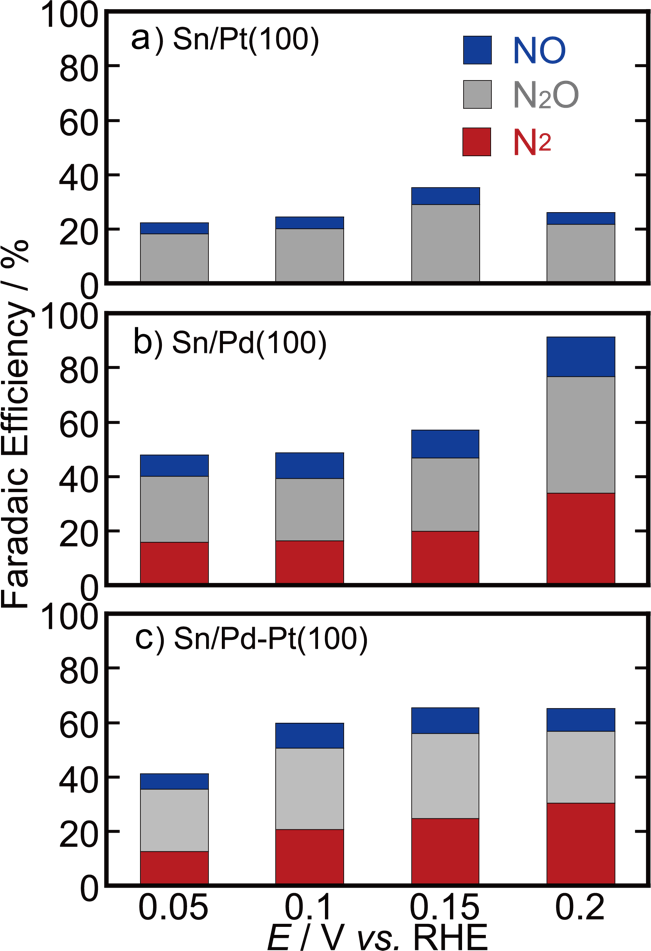 Faradaic Efficiency / %
100
80
60
40
20
0
a) Sn/Pt(100)
NO
N2O
N2
100
80
60
40
20
0
b) Sn/Pd(100)
100
80
60
40
20
0
c) Sn/Pd-Pt(100)
0.05 0.1 0.15 0.2
E / V vs. RHE